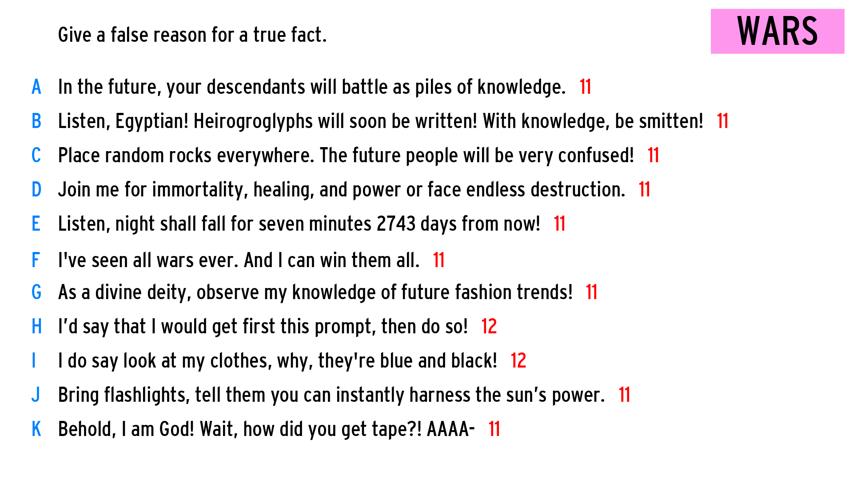 WARS
Give a false reason for a true fact.
A In the future, your descendants will battle as piles of knowledge. 11
B Listen, Egyptian! Heirogroglyphs will soon be written! With knowledge, be smitten! 11
C Place random rocks everywhere. The future people will be very confused! 11
D Join me for immortality, healing, and power or face endless destruction. 11
E Listen, night shall fall for seven minutes 2743 days from now! 11
F I've seen all wars ever. And I can win them all. 11
G As a divine deity, observe my knowledge of future fashion trends! 11
H I’d say that I would get first this prompt, then do so! 12
I I do say look at my clothes, why, they're blue and black! 12
J Bring flashlights, tell them you can instantly harness the sun’s power. 11
K Behold, I am God! Wait, how did you get tape?! AAAA- 11